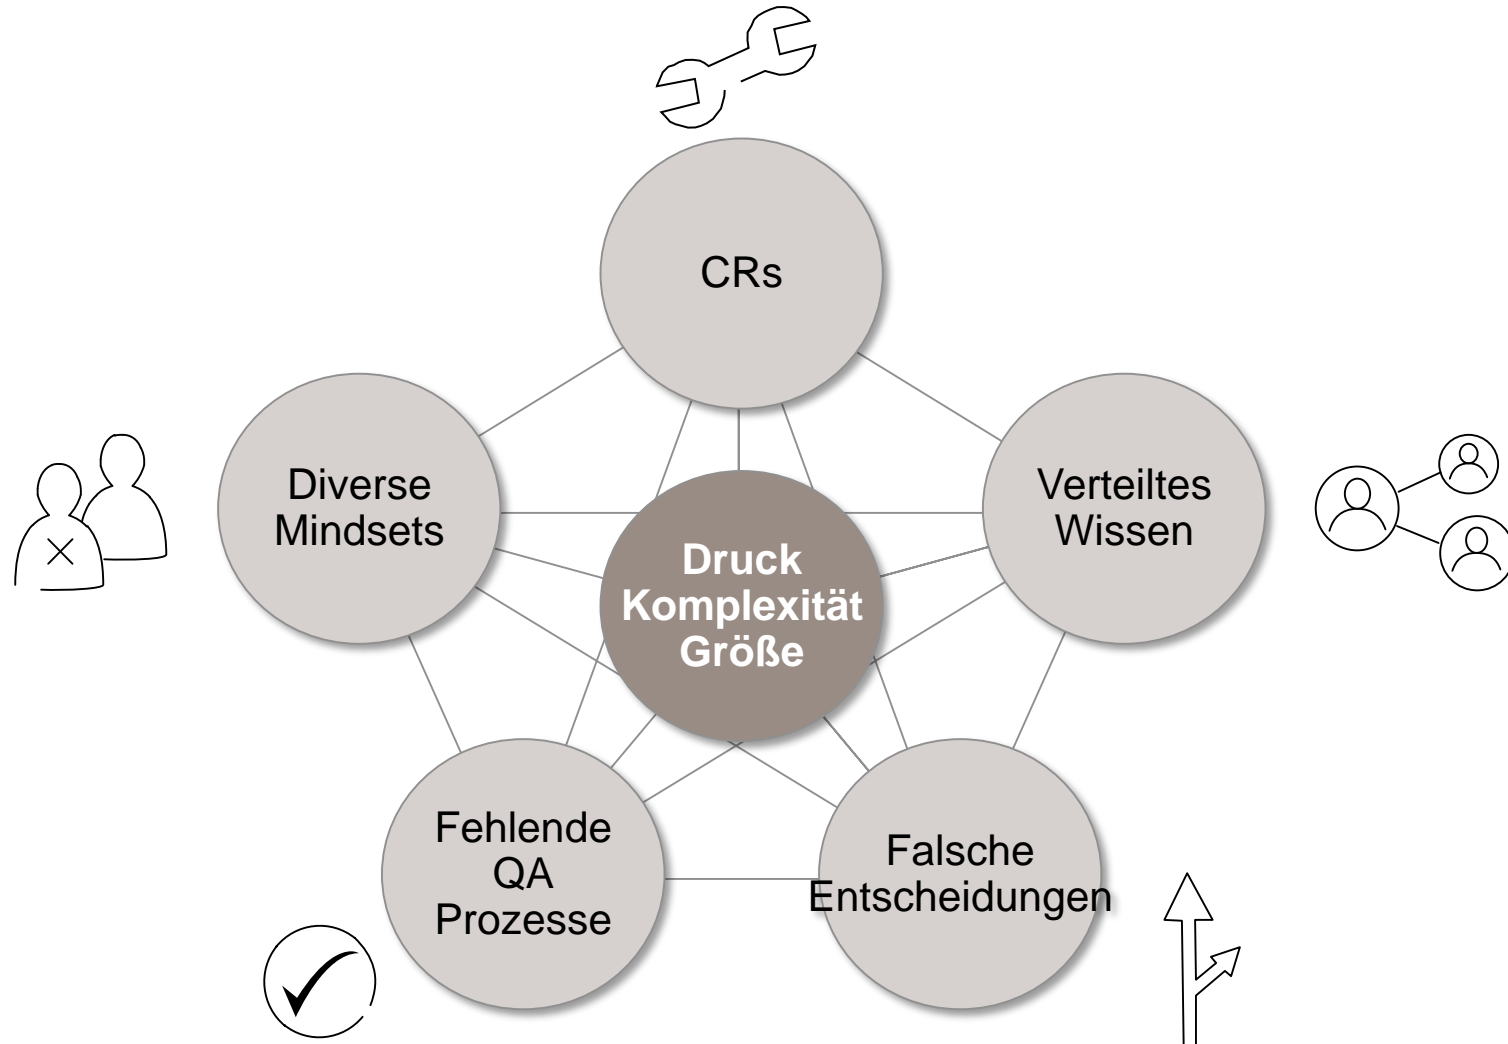 CRs
Diverse
Mindsets
Verteiltes
Wissen
Druck
Komplexität
Größe
Fehlende
QA
Prozesse
Falsche
Entscheidungen